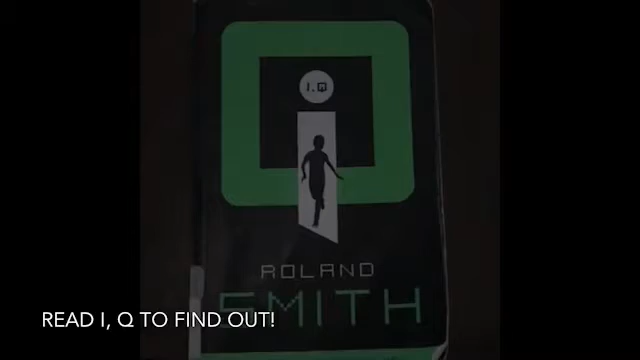 I,Q
ROLAND
SMITH
READ I, Q TO FIND OUT!